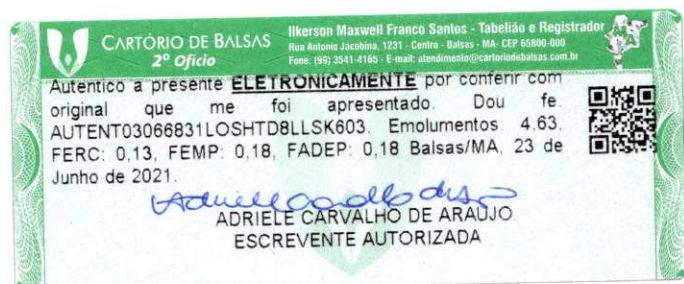 CARTÓRIO DE BALSAS
2º Ofício
Ilkerson Maxwell Franco Santos - Tabelião e Registrador
Rua Antonio Jacobina, 1231 - Centro - Balsas - MA- CEP 65800-000
Fone: (99) 3541-4165 - E-mail: atendimento@cartoriodebalsas.com.br
Autentico a presente ELETRONICAMENTE por conferir com
original que me foi apresentado. Dou fe.
AUTENT03066831LOSHTD8LLSK603. Emolumentos: 4,63,
FERC: 0,13, FEMP: 0,18, FADEP: 0,18 Balsas/MA, 23 de
Junho de 2021.
ADRIELE CARVALHO DE ARAUJO
ESCREVENTE AUTORIZADA